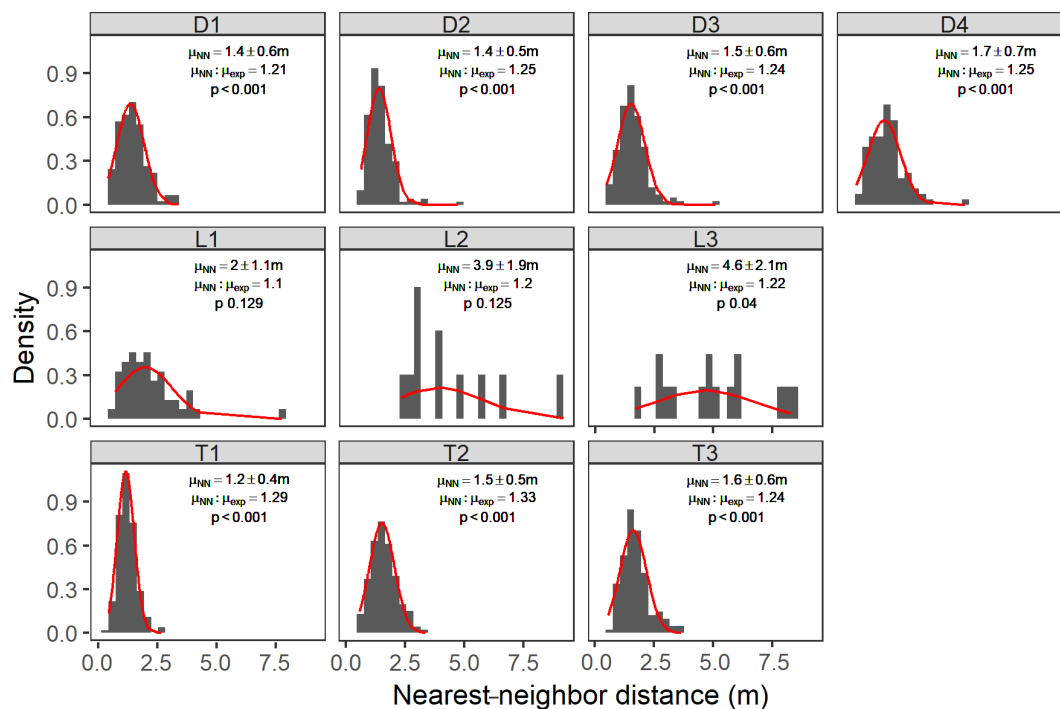 D1
μNN = 1.4 ± 0.6m
μNN : μexp = 1.21
p < 0.001
D2
μNN = 1.4 ± 0.5m
μNN : μexp = 1.25
p < 0.001
D3
μNN = 1.5 ± 0.6m
μNN : μexp = 1.24
p < 0.001
D4
μNN = 1.7 ± 0.7m
μNN : μexp = 1.25
p < 0.001
0.9
0.6
0.3
0.0
L1
μNN = 2 ± 1.1m
μNN : μexp = 1.1
p 0.129
L2
μNN = 3.9 ± 1.9m
μNN : μexp = 1.2
p 0.125
L3
μNN = 4.6 ± 2.1m
μNN : μexp = 1.22
p 0.04
0.9
0.6
0.3
0.0
Density
T1
μNN = 1.2 ± 0.4m
μNN : μexp = 1.29
p < 0.001
T2
μNN = 1.5 ± 0.5m
μNN : μexp = 1.33
p < 0.001
T3
μNN = 1.6 ± 0.6m
μNN : μexp = 1.24
p < 0.001
0.9
0.6
0.3
0.0
0.0 2.5 5.0 7.5
0.0 2.5 5.0 7.5
0.0 2.5 5.0 7.5
Nearest-neighbor distance (m)